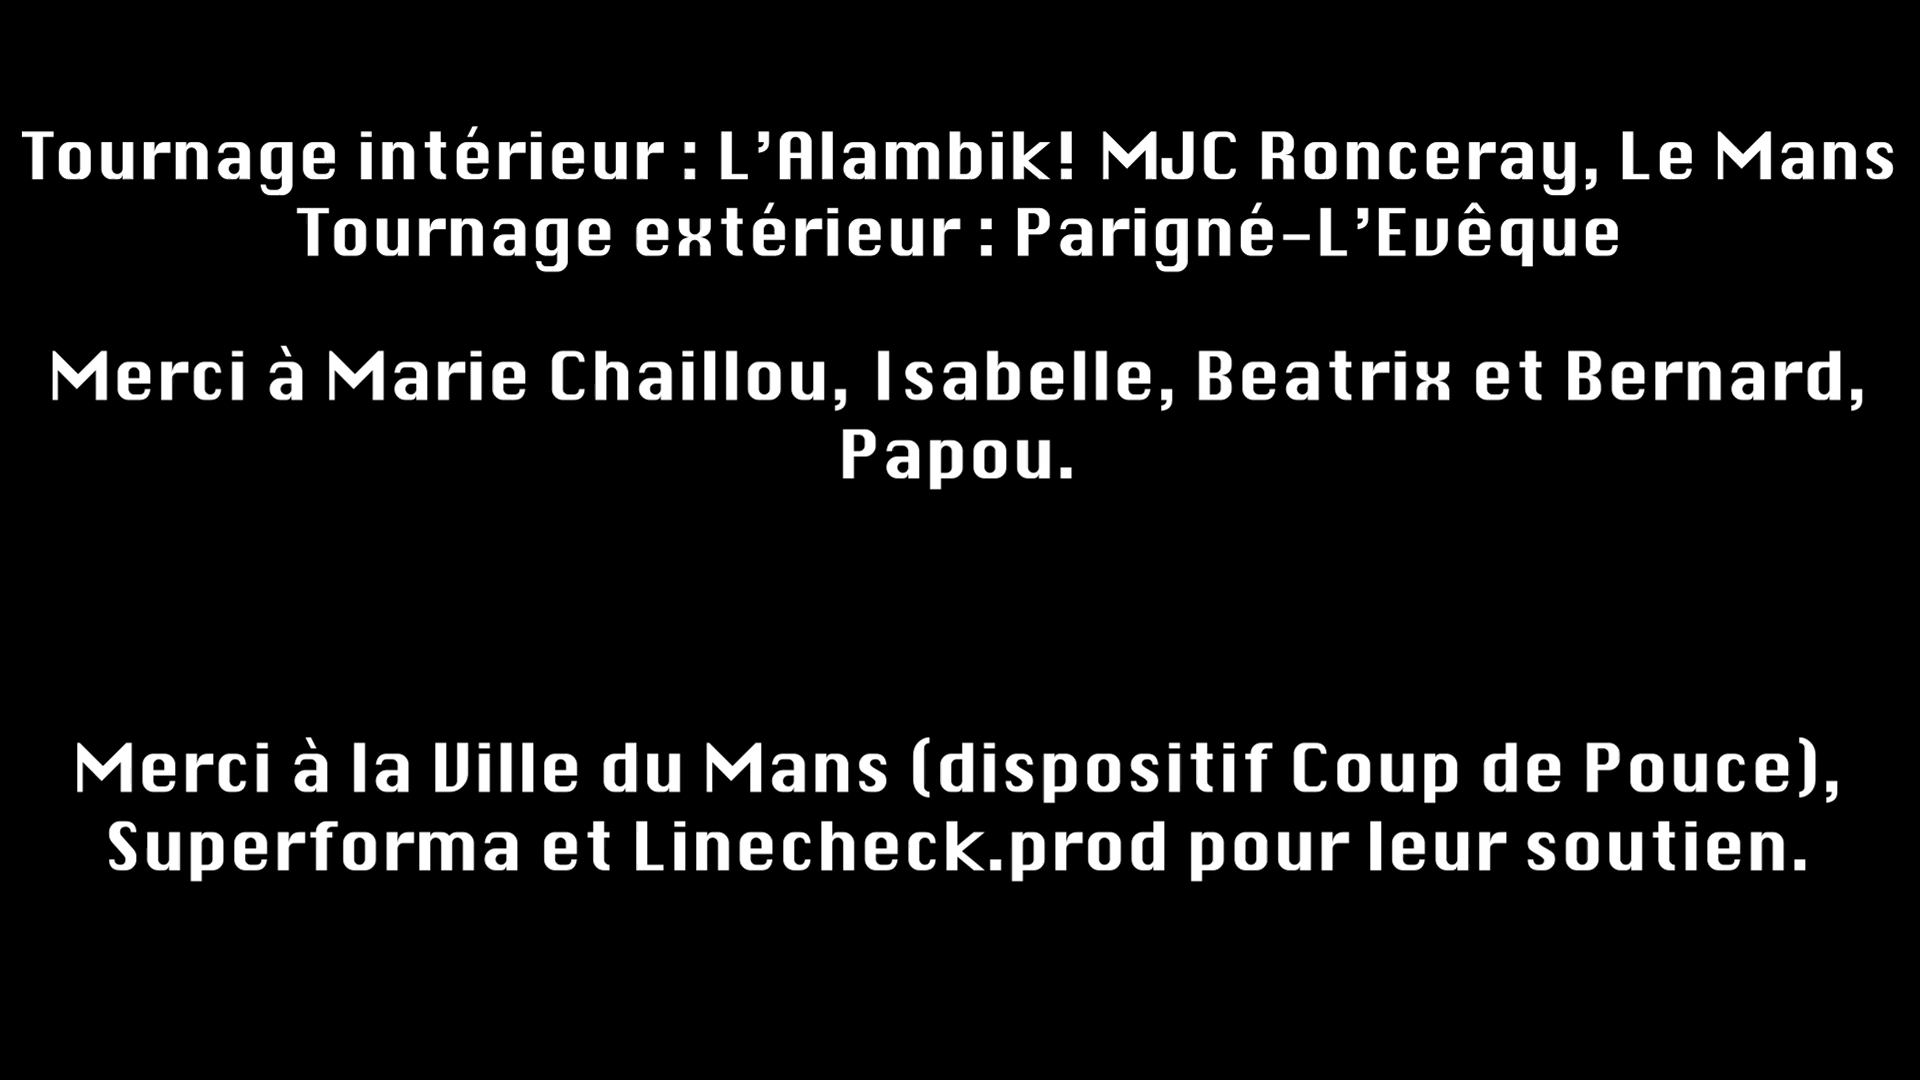 Tournage intérieur : L'Alambik! MJC Ronceray, Le Mans
Tournage extérieur : Parigné-L'Evêque
Merci à Marie Chaillou, Isabelle, Beatrix et Bernard,
Papou.
Merci à la Ville du Mans (dispositif Coup de Pouce),
Superforma et Linecheck.prod pour leur soutien.